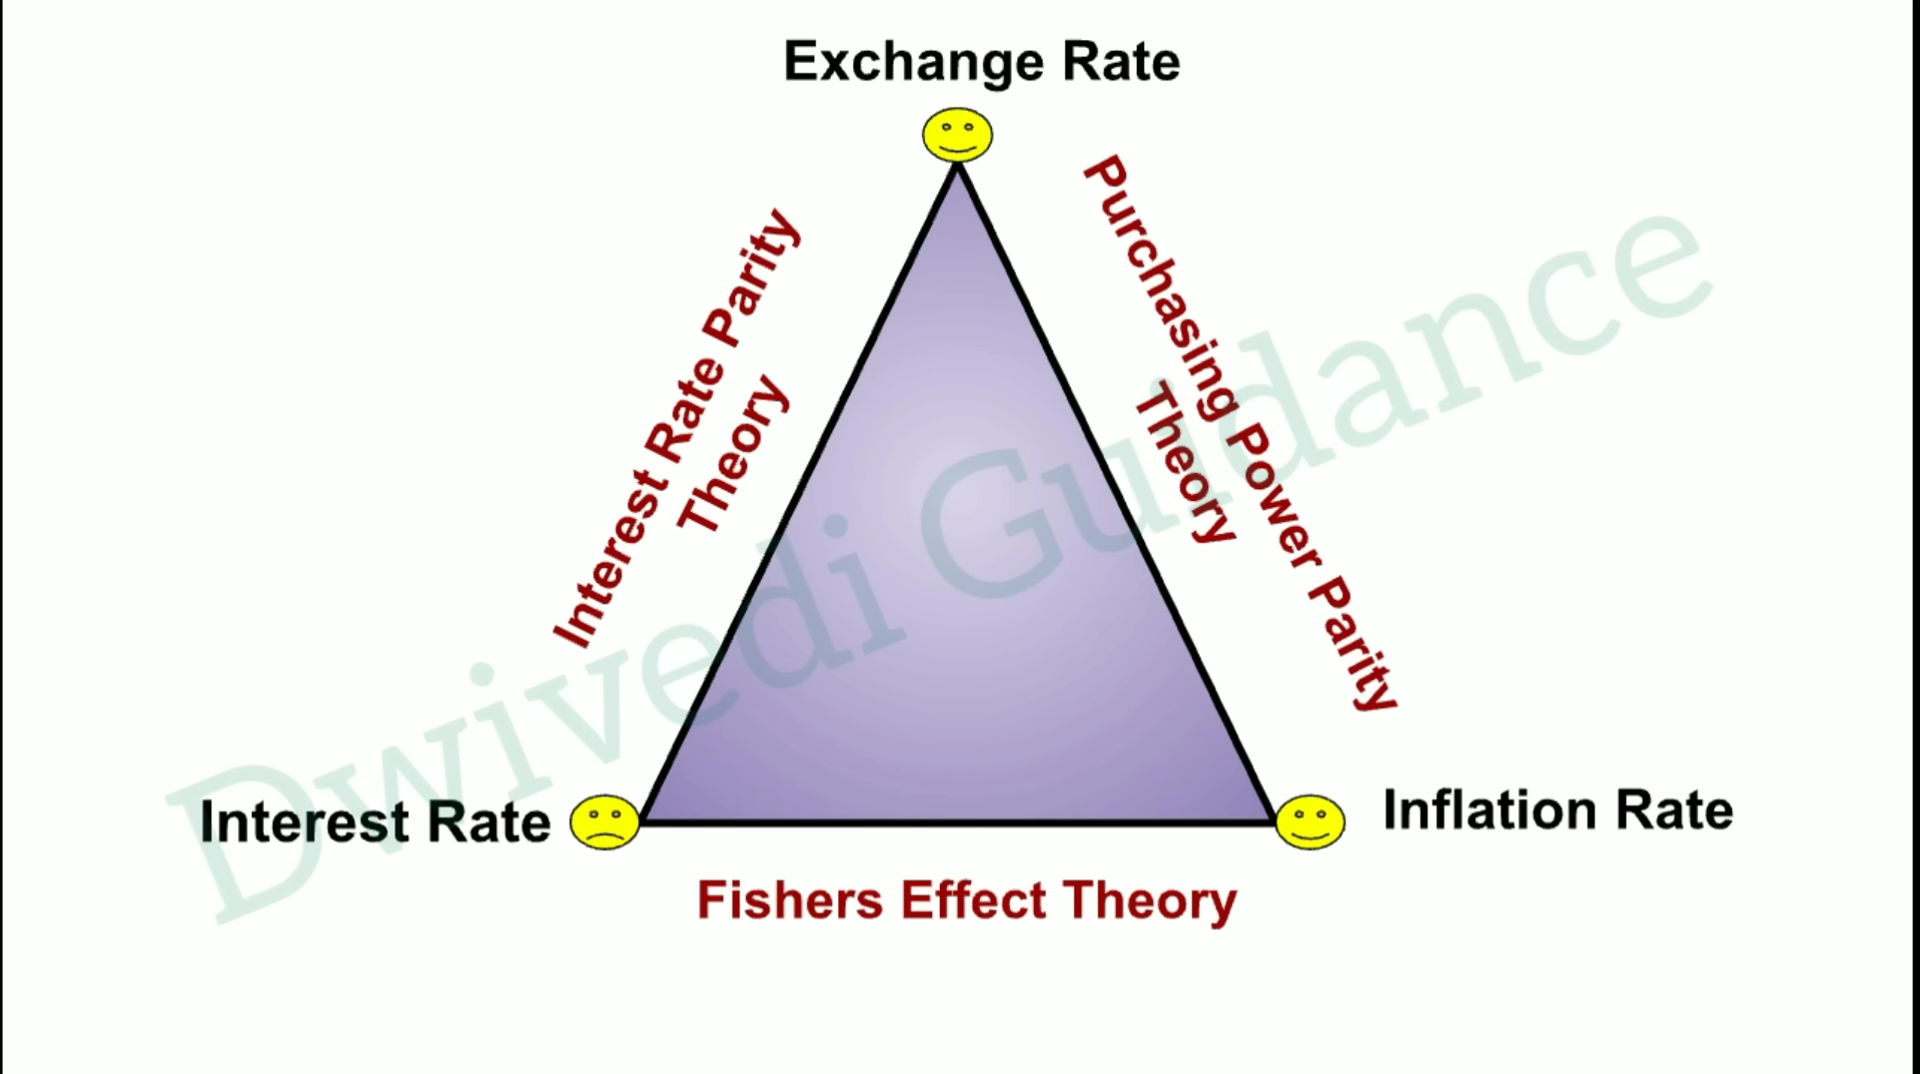 Exchange Rate
Interest Rate Parity
Theory
Purchasing Power Parity
Theory
Dwivedi Guidance
Interest Rate
Inflation Rate
Fishers Effect Theory